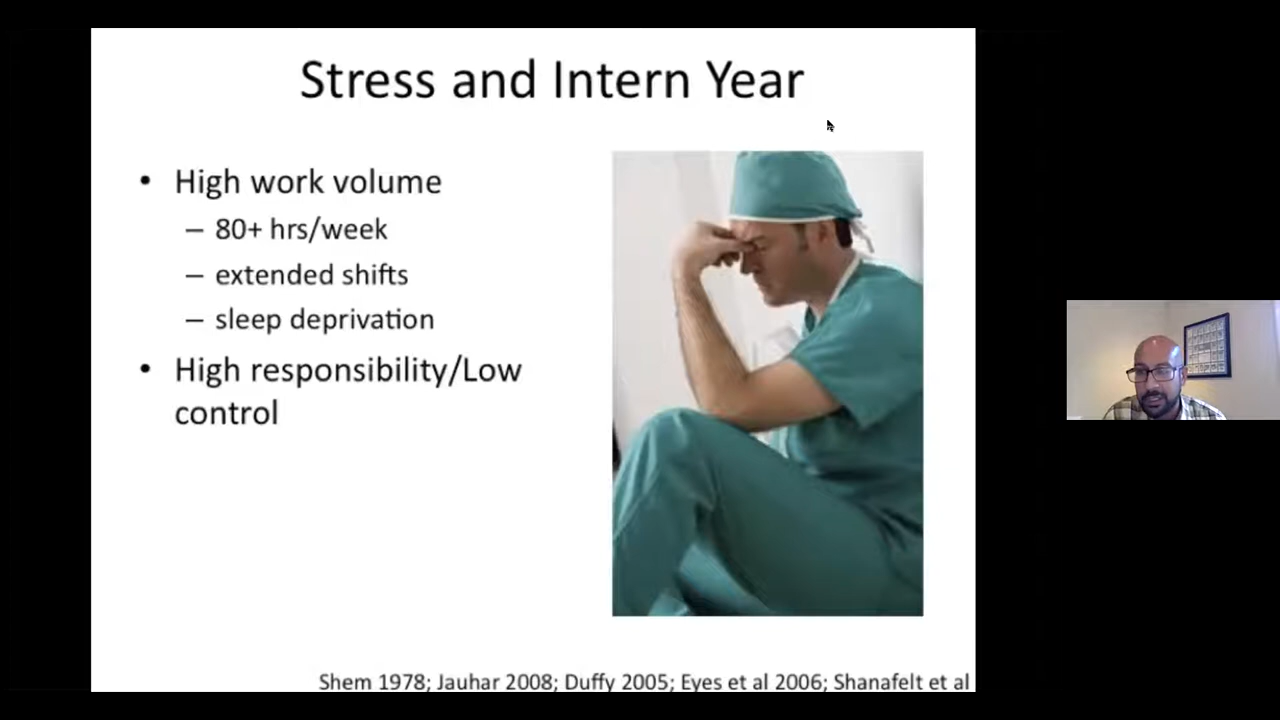 Stress and Intern Year
• High work volume
– 80+ hrs/week
– extended shifts
– sleep deprivation
• High responsibility/Low
control
Shem 1978; Jauhar 2008; Duffy 2005; Eyes et al 2006; Shanafelt et al